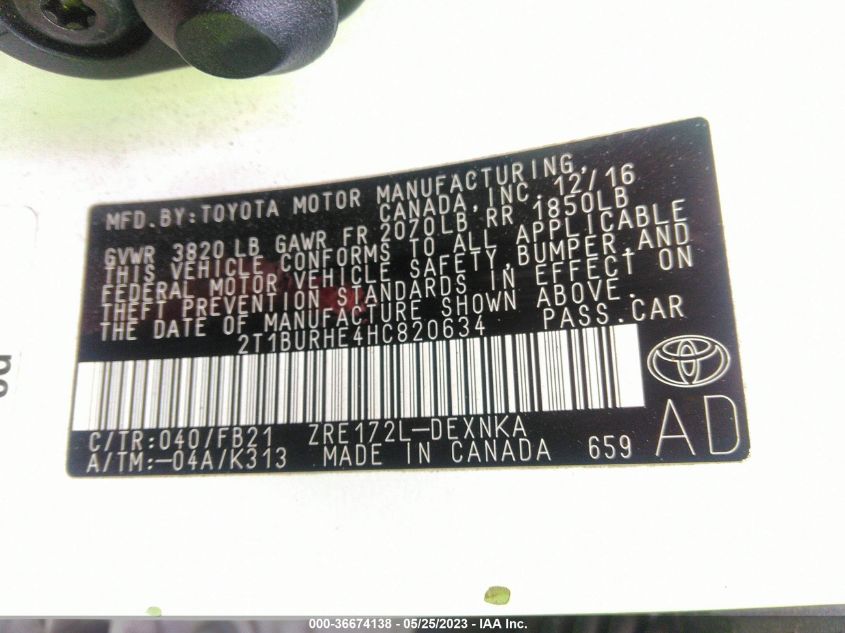 MFD.BY:TOYOTA MOTOR MANUFACTURING,
CANADA,INC. 12/16
GVWR 3820 LB GAWR FR 2070LB RR 1850LB
THIS VEHICLE CONFORMS TO ALL APPLICABLE
FEDERAL MOTOR VEHICLE SAFETY,BUMPER,AND
THEFT PREVENTION STANDARDS IN EFFECT ON
THE DATE OF MANUFACTURE SHOWN ABOVE.
2T1BURHE4HC820634 PASS.CAR
C/TR:040/FB21 ZRE172L-DEXNKA
A/TM:-04A/K313 MADE IN CANADA 659
AD
000-36674138 - 05/25/2023 - IAA Inc.